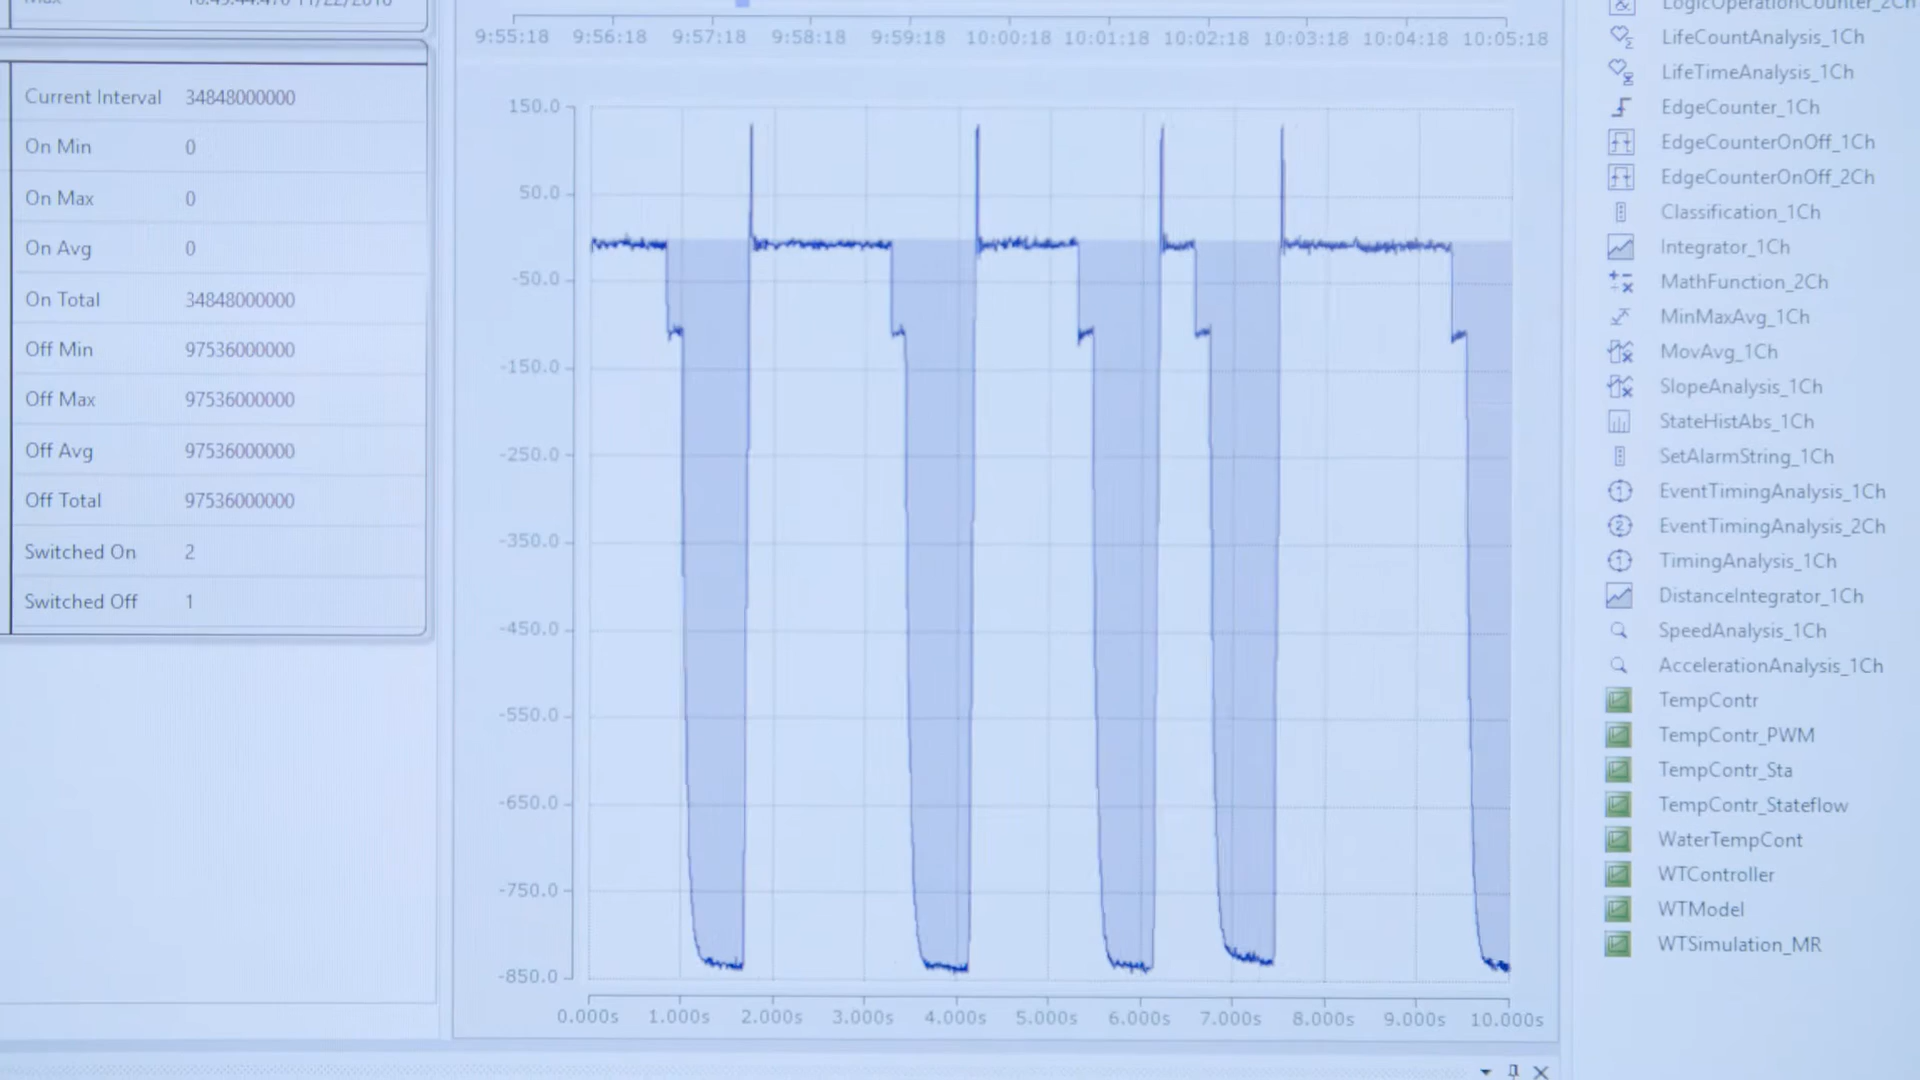 9:55:18 9:56:18 9:57:18 9:58:18 9:59:18 10:00:18 10:01:18 10:02:18 10:03:18 10:04:18 10:05:18
Current Interval 34848000000
On Min 0
On Max 0
On Avg 0
On Total 34848000000
Off Min 97536000000
Off Max 97536000000
Off Avg 97536000000
Off Total 97536000000
Switched On 2
Switched Off 1
150.0
50.0
-50.0
-150.0
-250.0
-350.0
-450.0
-550.0
-650.0
-750.0
-850.0
0.000s 1.000s 2.000s 3.000s 4.000s 5.000s 6.000s 7.000s 8.000s 9.000s 10.000s
LogicOperationCounter_2Ch
LifeCountAnalysis_1Ch
LifeTimeAnalysis_1Ch
EdgeCounter_1Ch
EdgeCounterOnOff_1Ch
EdgeCounterOnOff_2Ch
Classification_1Ch
Integrator_1Ch
MathFunction_2Ch
MinMaxAvg_1Ch
MovAvg_1Ch
SlopeAnalysis_1Ch
StateHistAbs_1Ch
SetAlarmString_1Ch
EventTimingAnalysis_1Ch
EventTimingAnalysis_2Ch
TimingAnalysis_1Ch
DistanceIntegrator_1Ch
SpeedAnalysis_1Ch
AccelerationAnalysis_1Ch
TempContr
TempContr_PWM
TempContr_Sta
TempContr_Stateflow
WaterTempCont
WTController
WTModel
WTSimulation_MR